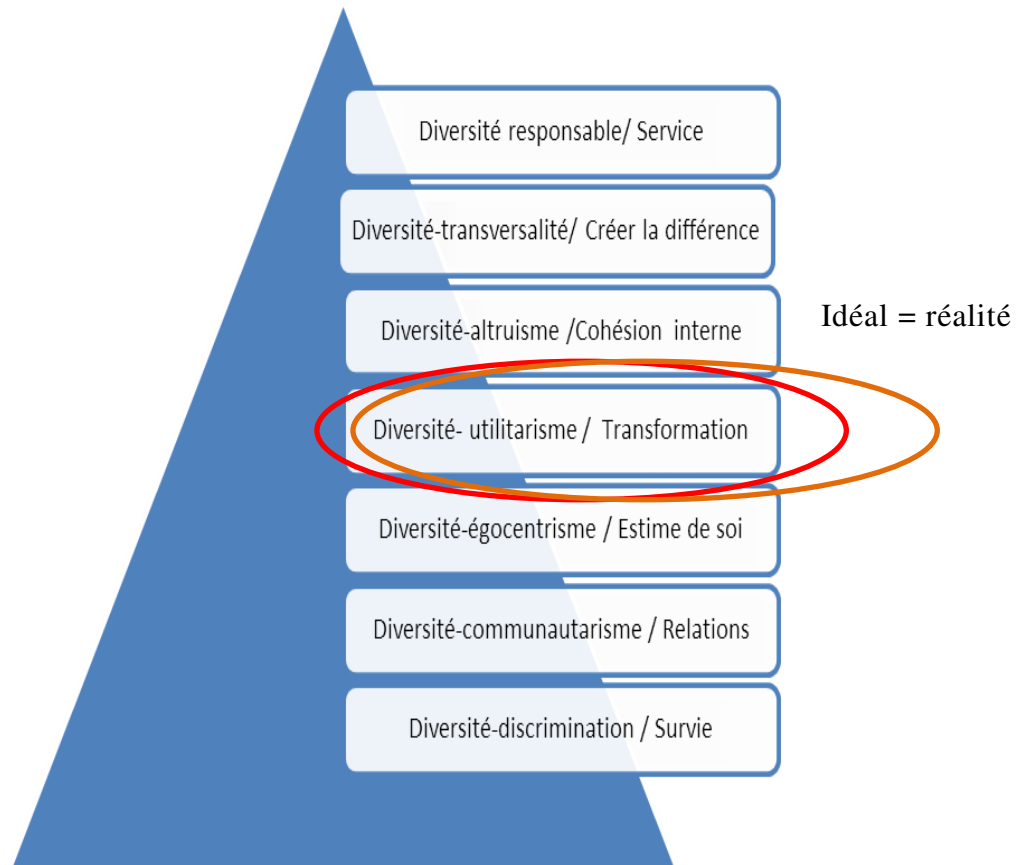 Diversité responsable/ Service
Diversité-transversalité/ Créer la différence
Diversité-altruisme /Cohésion interne
Idéal = réalité
Diversité- utilitarisme / Transformation
Diversité-égocentrisme / Estime de soi
Diversité-communautarisme / Relations
Diversité-discrimination / Survie